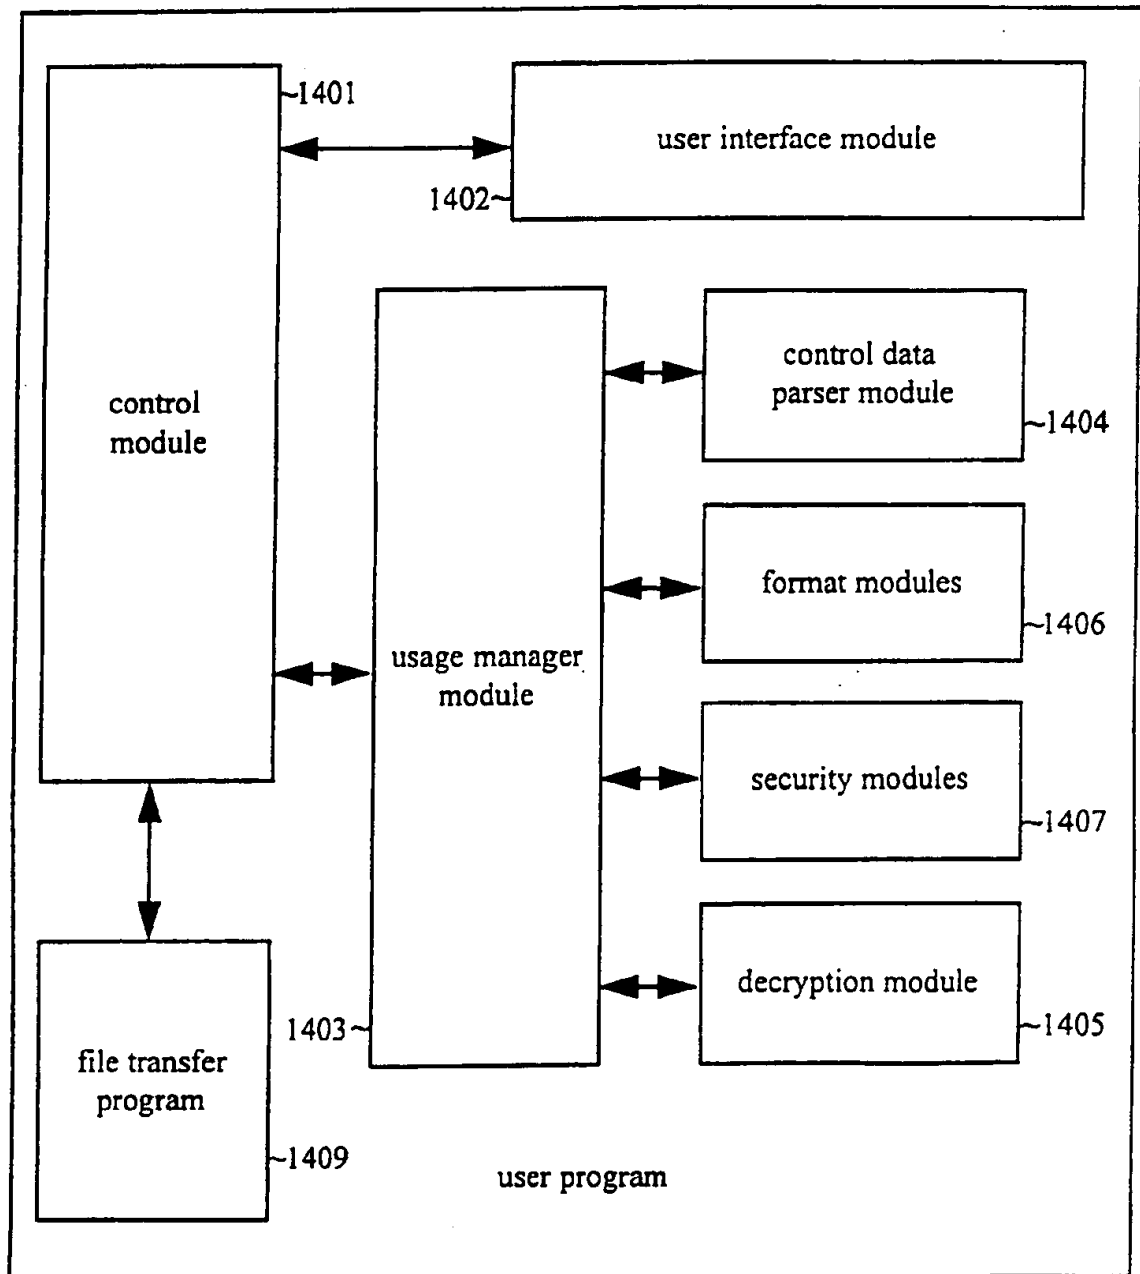 1401
user interface module
1402
control data
parser module
1404
control
module
format modules
1406
usage manager
module
security modules
1407
decryption module
1405
1403
file transfer
program
1409
user program